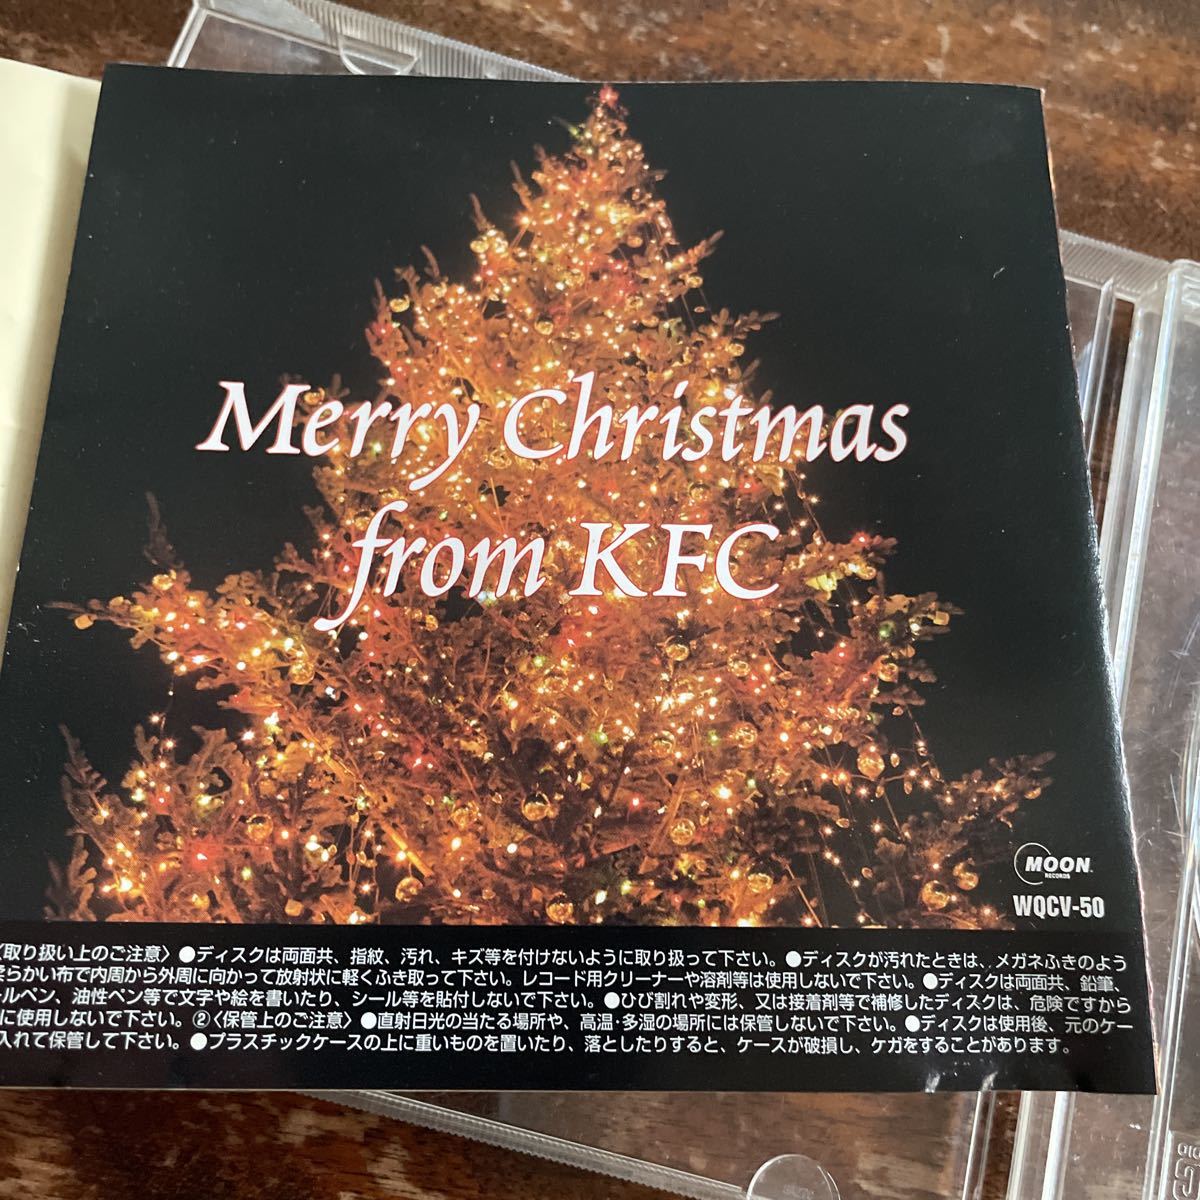 Merry Christmas
from KFC
MOON
RECORDS
WQCV-50
〈取り扱い上のご注意〉●ディスクは両面共、指紋、汚れ、キズ等を付けないように取り扱って下さい。●ディスクが汚れたときは、メガネふきのよう
柔らかい布で内周から外周に向かって放射状に軽くふき取って下さい。レコード用クリーナーや溶剤等は使用しないで下さい。●ディスクは両面共、鉛筆、
ールペン、油性ペン等で文字や絵を書いたり、シール等を貼付しないで下さい。●ひび割れや変形、又は接着剤等で補修したディスクは、危険ですから
に使用しないで下さい。②〈保管上のご注意〉●直射日光の当たる場所や、高温・多湿の場所には保管しないで下さい。●ディスクは使用後、元のケー
入れて保管して下さい。●プラスチックケースの上に重いものを置いたり、落としたりすると、ケースが破損し、ケガをすることがあります。